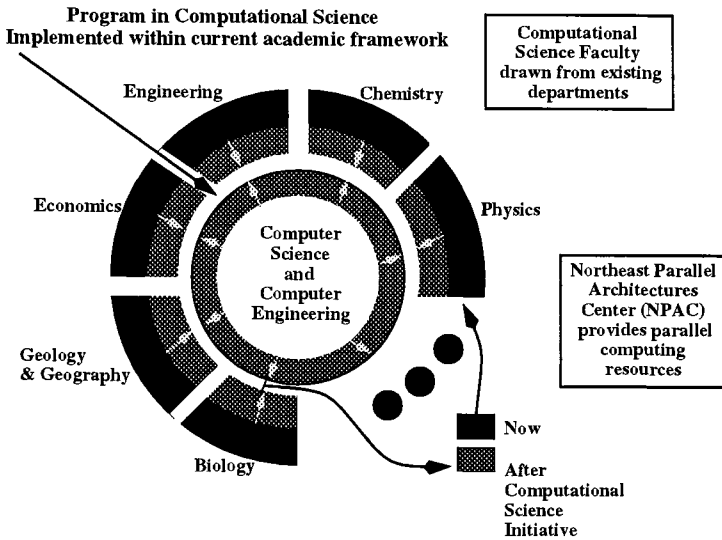 Program in Computational Science
Implemented within current academic framework
Computational
Science Faculty
drawn from existing
departments
Engineering
Chemistry
Economics
Physics
Computer
Science
and
Computer
Engineering
Northeast Parallel
Architectures
Center (NPAC)
provides parallel
computing
resources
Geology
& Geography
Biology
Now
After
Computational
Science
Initiative